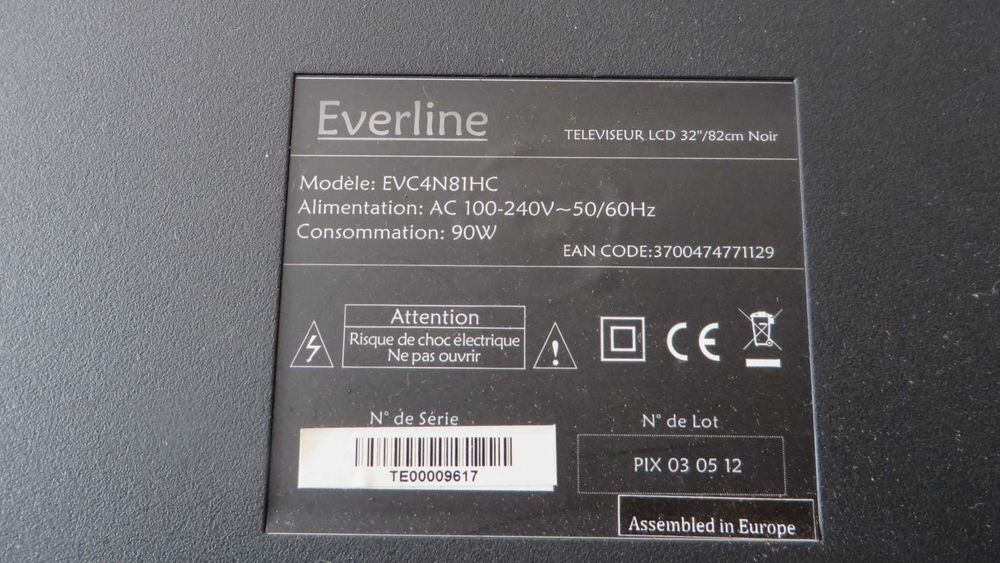 Everline
TELEVISEUR LCD 32"/82cm Noir
Modèle: EVC4N81HC
Alimentation: AC 100-240V~50/60Hz
Consommation: 90W
EAN CODE:3700474771129
Attention
Risque de choc électrique
Ne pas ouvrir
!
CE
N° de Série
N° de Lot
TE00009617
PIX 03 05 12
Assembled in Europe